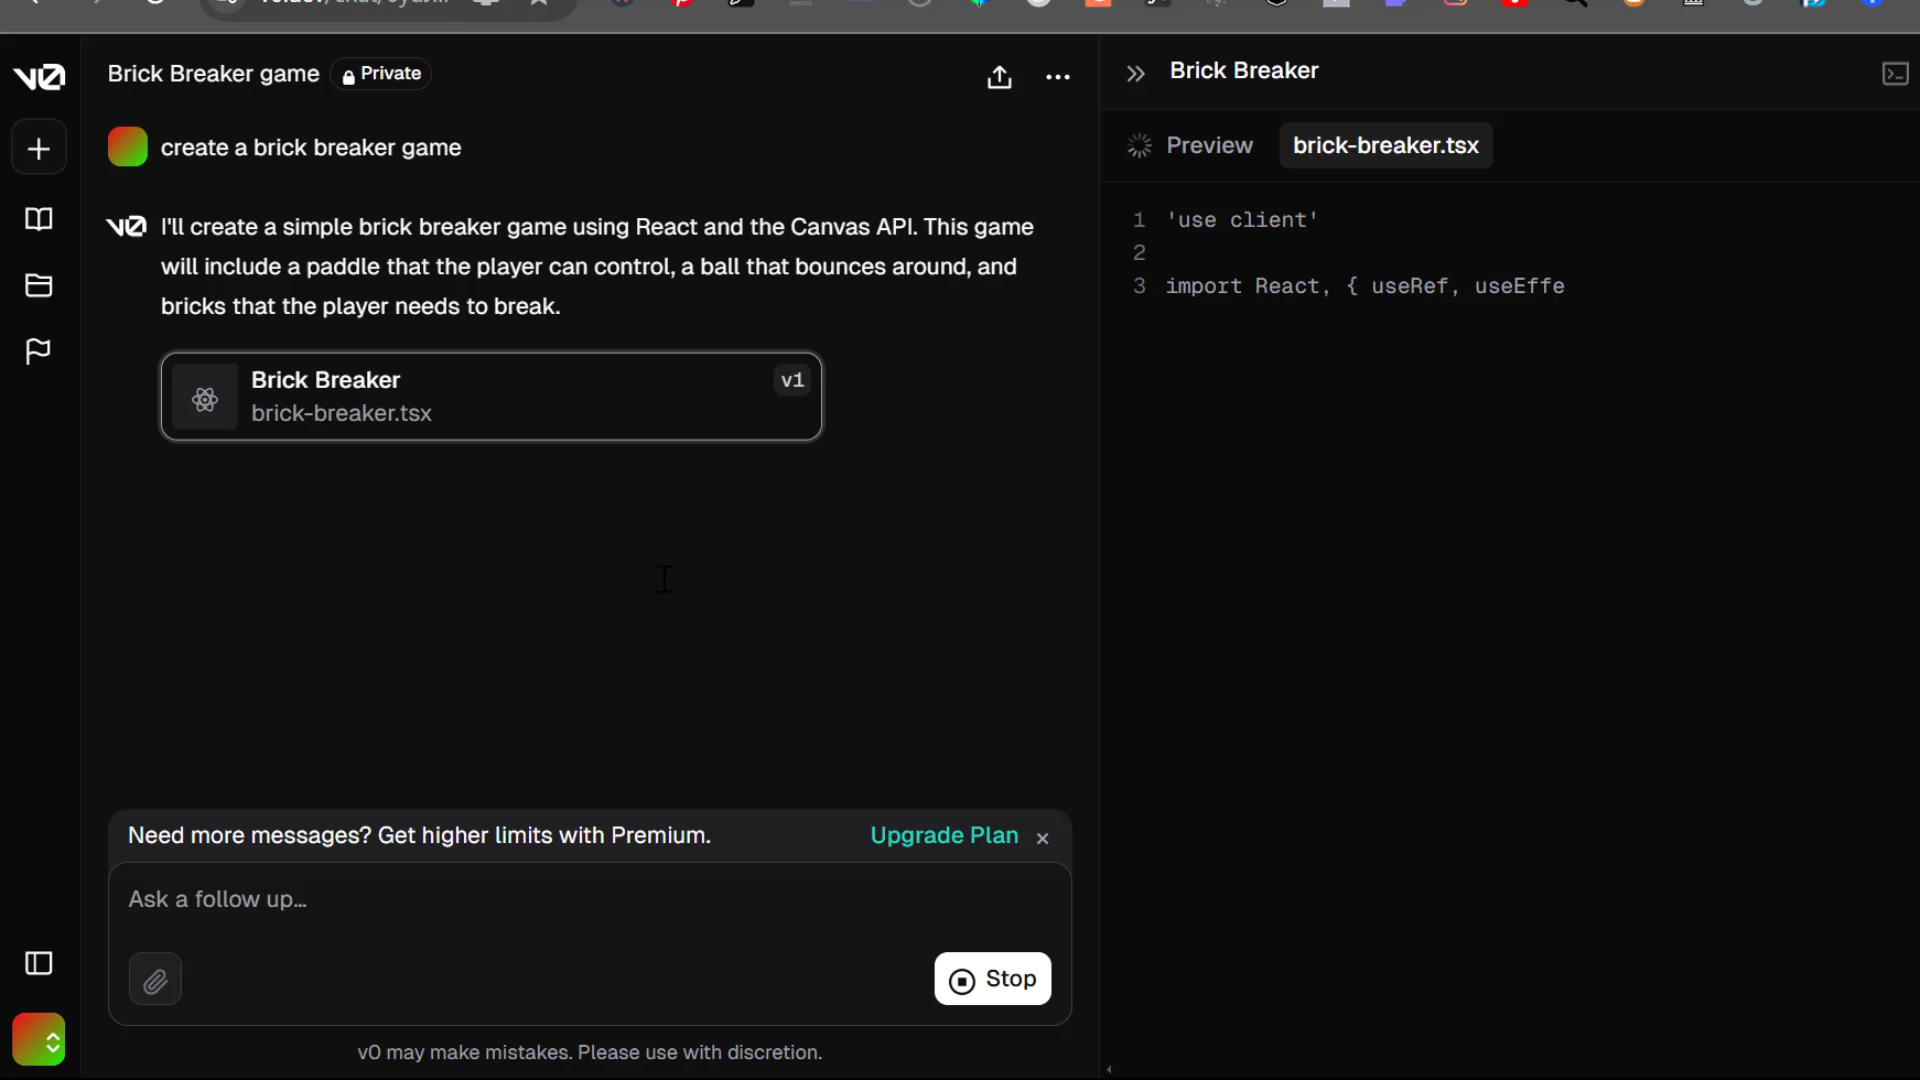 Brick Breaker game
Private
create a brick breaker game
v0
I'll create a simple brick breaker game using React and the Canvas API. This game
will include a paddle that the player can control, a ball that bounces around, and
bricks that the player needs to break.
Brick Breaker
v1
brick-breaker.tsx
Need more messages? Get higher limits with Premium.
Upgrade Plan
Ask a follow up...
Stop
v0 may make mistakes. Please use with discretion.
v0
Brick Breaker
Preview
brick-breaker.tsx
1 'use client'
2
3 import React, { useRef, useEffe